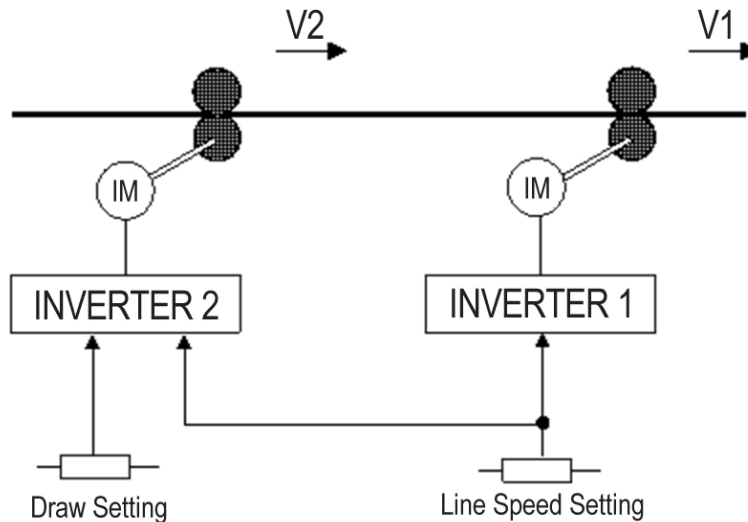 V2
V1
IM
IM
INVERTER 2
INVERTER 1
Draw Setting
Line Speed Setting